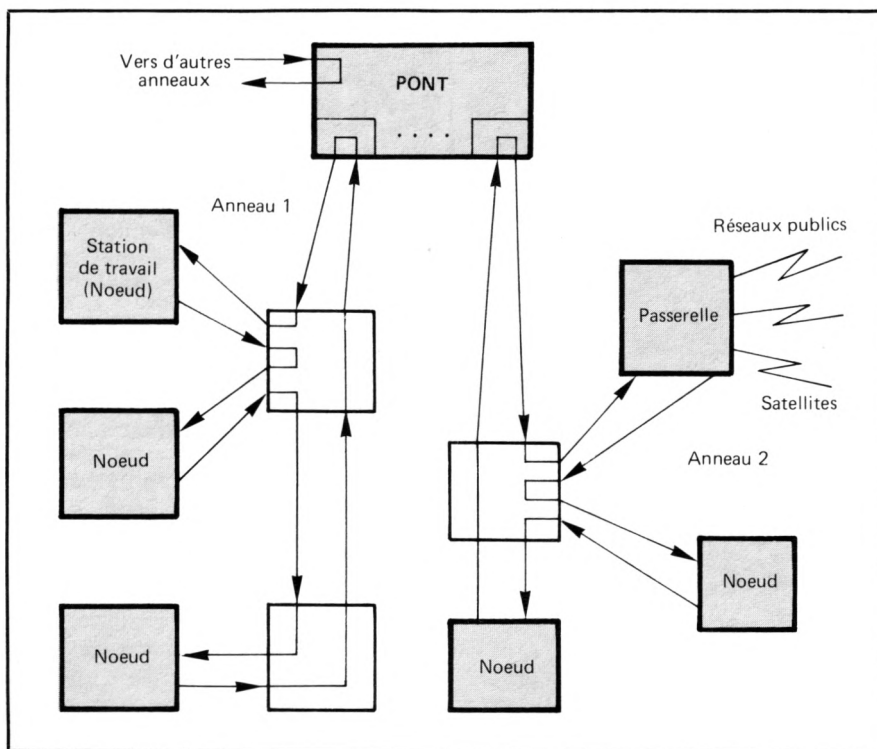 Vers d'autres
anneaux
PONT
. . . .
Anneau 1
Station
de travail
(Noeud)
Réseaux publics
Passerelle
Satellites
Noeud
Anneau 2
Noeud
Noeud
Noeud